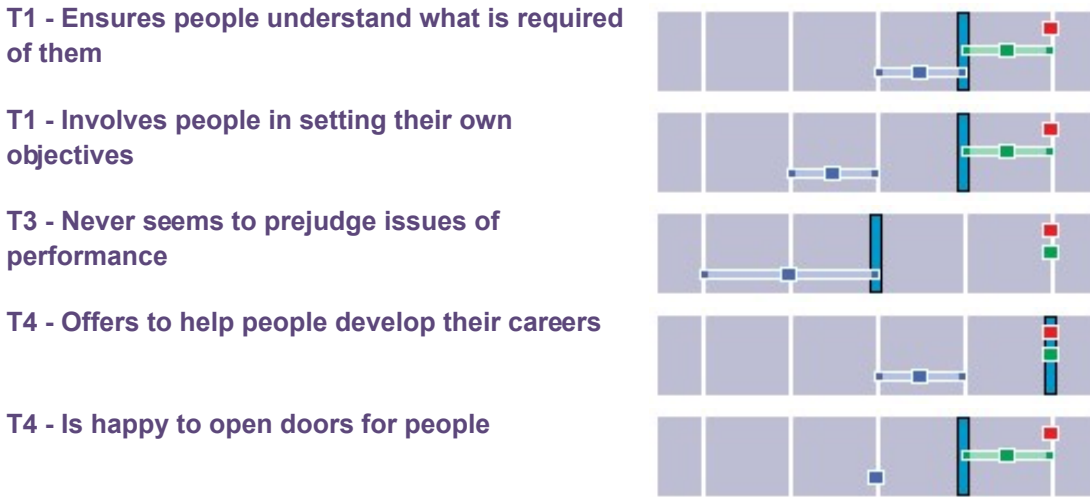 T1 - Ensures people understand what is required
of them
T1 - Involves people in setting their own
objectives
T3 - Never seems to prejudge issues of
performance
T4 - Offers to help people develop their careers
T4 - Is happy to open doors for people